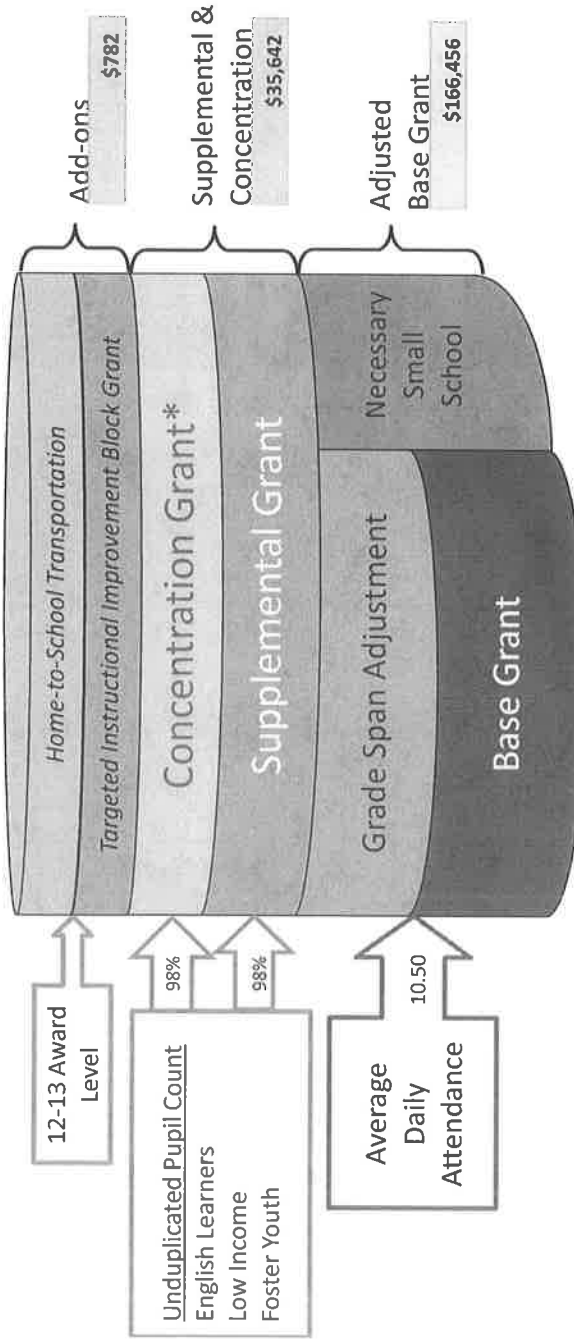 12-13 Award
Level
Unduplicated Pupil Count
English Learners
Low Income
Foster Youth
98%
98%
Average
Daily
Attendance
10.50
Home-to-School Transportation
Targeted Instructional Improvement Block Grant
Concentration Grant*
Supplemental Grant
Grade Span Adjustment
Base Grant
Necessary
Small
School
Add-ons
$782
Supplemental &
Concentration
$35,642
Adjusted
Base Grant
$166,456